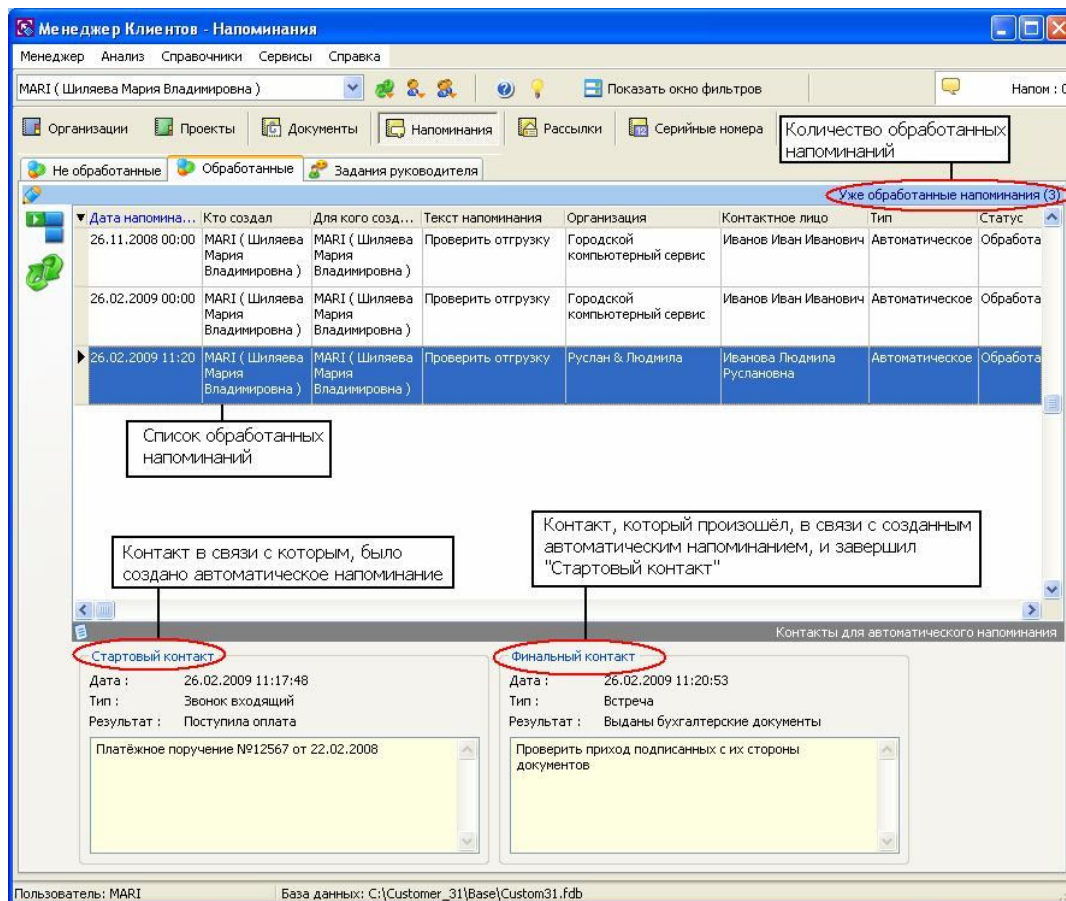 Менеджер Клиентов - Напоминания
Менеджер Анализ Справочники Сервисы Справка
MARI ( Шиляева Мария Владимировна )
Показать окно фильтров
Напом : 0
Организации Проекты Документы Напоминания Рассылки Серийные номера
Количество обработанных
напоминаний
Не обработанные Обработанные Задания руководителя
Уже обработанные напоминания (3)
Дата напомина... Кто создал Для кого созд... Текст напоминания Организация Контактное лицо Тип Статус
26.11.2008 00:00 MARI ( Шиляева MARI ( Шиляева Проверить отгрузку Городской Иванов Иван Иванович Автоматическое Обработа
Мария Мария компьютерный сервис
Владимировна ) Владимировна )
26.02.2009 00:00 MARI ( Шиляева MARI ( Шиляева Проверить отгрузку Городской Иванов Иван Иванович Автоматическое Обработа
Мария Мария компьютерный сервис
Владимировна ) Владимировна )
26.02.2009 11:20 MARI ( Шиляева MARI ( Шиляева Проверить отгрузку Руслан & Людмила Иванова Людмила Автоматическое Обработа
Мария Мария Руслановна
Владимировна ) Владимировна )
Список обработанных
напоминаний
Контакт, который произошёл, в связи с созданным
автоматическим напоминанием, и завершил
"Стартовый контакт"
Контакт в связи с которым, было
создано автоматическое напоминание
Контакты для автоматического напоминания
Стартовый контакт
Дата : 26.02.2009 11:17:48
Тип : Звонок входящий
Результат : Поступила оплата
Платёжное поручение №12567 от 22.02.2008
Финальный контакт
Дата : 26.02.2009 11:20:53
Тип : Встреча
Результат : Выданы бухгалтерские документы
Проверить приход подписанных с их стороны
документов
Пользователь: MARI
База данных: C:\Customer_31\Base\Custom31.fdb